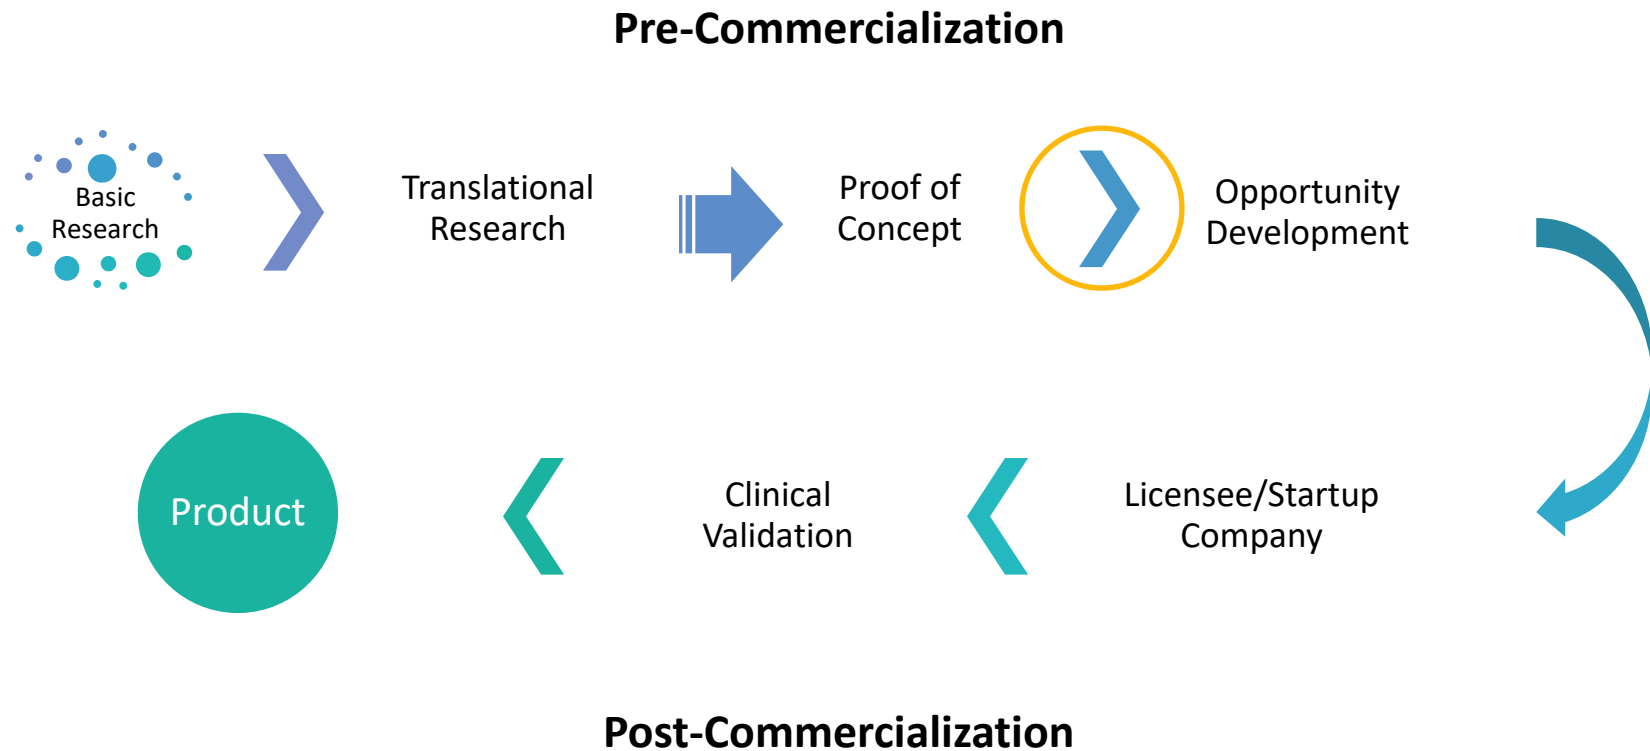 Pre-Commercialization
Basic
Research
Translational
Research
Proof of
Concept
Opportunity
Development
Licensee/Startup
Company
Clinical
Validation
Product
Post-Commercialization